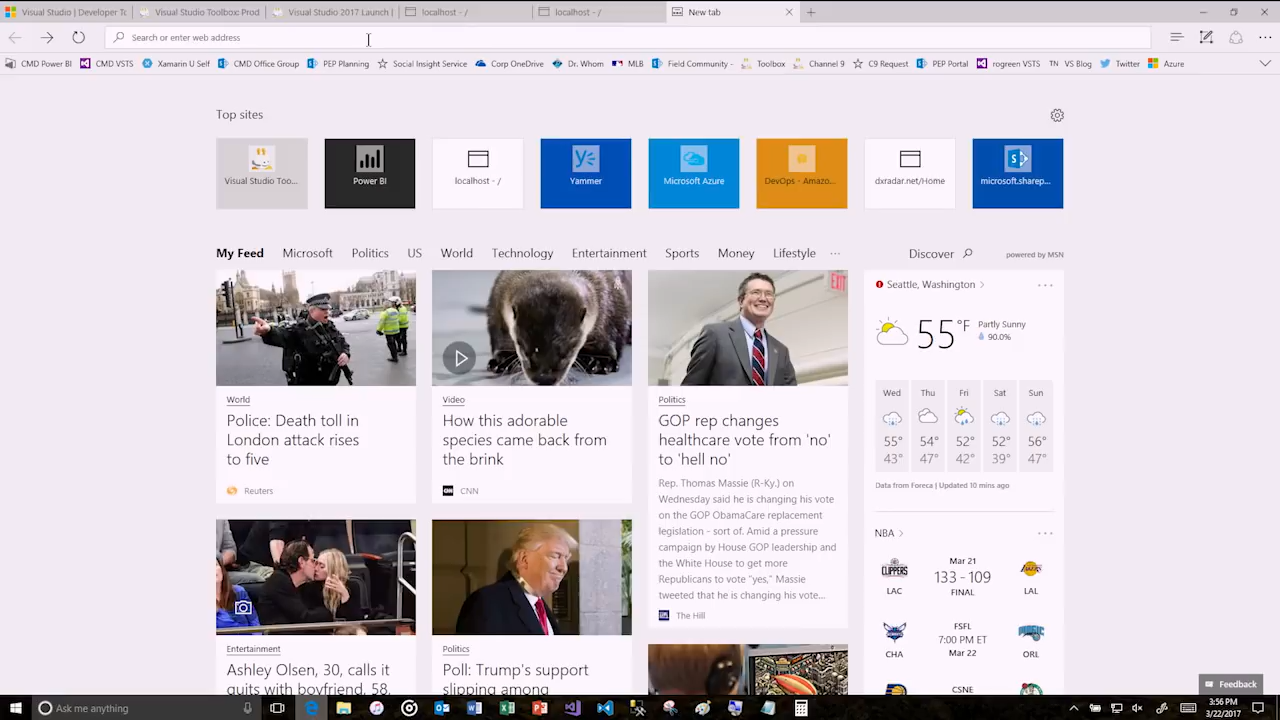 Visual Studio | Developer To
Visual Studio Toolbox: Prod
Visual Studio 2017 Launch |
localhost - /
localhost - /
New tab
Search or enter web address
CMD Power BI
CMD VSTS
Xamarin U Self
CMD Office Group
PEP Planning
Social Insight Service
Corp OneDrive
Dr. Whom
MLB
Field Community -
Toolbox
Channel 9
C9 Request
PEP Portal
rogreen VSTS
TN VS Blog
Twitter
Azure
Top sites
Visual Studio Too...
Power BI
localhost - /
Yammer
Microsoft Azure
DevOps - Amazo...
dxradar.net/Home
microsoft.sharep...
My Feed
Microsoft
Politics
US
World
Technology
Entertainment
Sports
Money
Lifestyle
...
Discover
powered by MSN
EXIT
World
Police: Death toll in
London attack rises
to five
Reuters
Video
How this adorable
species came back from
the brink
CNN
CNN
Politics
GOP rep changes
healthcare vote from 'no'
to 'hell no'
Rep. Thomas Massie (R-Ky.) on
Wednesday said he is changing his vote
on the GOP ObamaCare replacement
legislation - sort of. Amid a pressure
campaign by House GOP leadership and
the White House to get more
Republicans to vote "yes," Massie
tweeted that he is changing his vote...
The Hill
Seattle, Washington
55°F
Partly Sunny
90.0%
Wed Thu Fri Sat Sun
55° 54° 52° 52° 56°
43° 47° 42° 39° 47°
Data from Foreca | Updated 10 mins ago
NBA
CLIPPERS
LAC
Mar 21
133 - 109
FINAL
LAKERS
LAL
CHA
FSFL
7:00 PM ET
Mar 22
ORL
CSNE
Entertainment
Ashley Olsen, 30, calls it
quits with boyfriend, 58,
Politics
Poll: Trump's support
slipping among
Feedback
Ask me anything
3:56 PM
3/22/2017